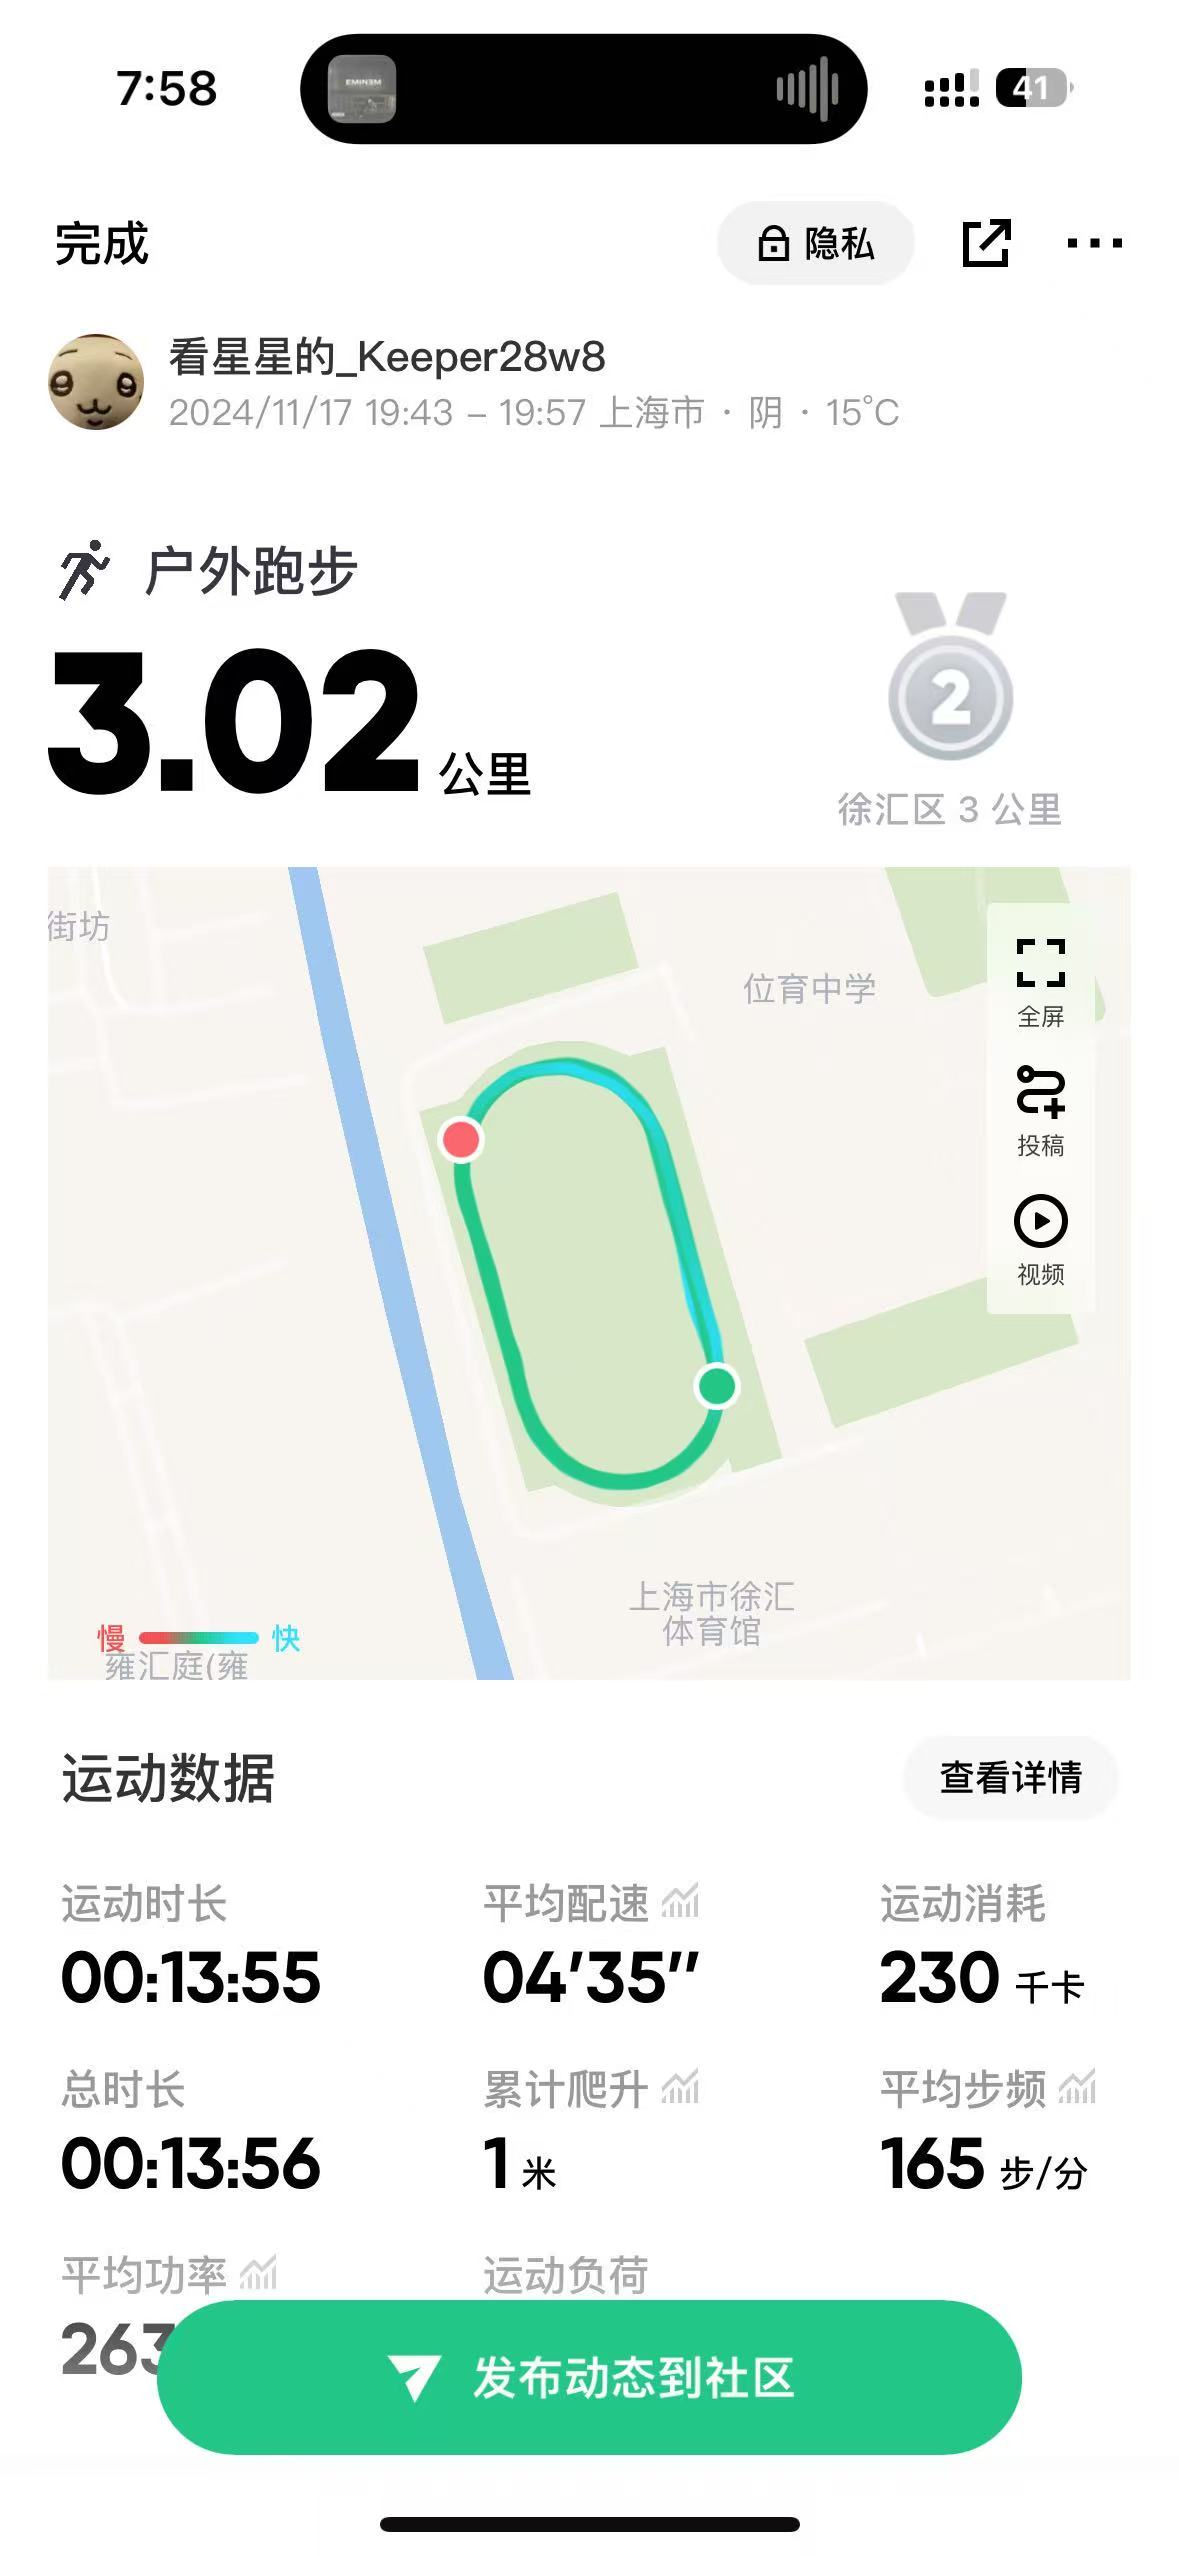 7:58
EMINEM
41
完成
隐私
看星星的_Keeper28w8
2024/11/17 19:43 – 19:57 上海市 · 阴 · 15°C
户外跑步
3.02 公里
2
徐汇区 3 公里
街坊
位育中学
全屏
投稿
视频
上海市徐汇
体育馆
慢 快
雍汇庭(雍
运动数据
查看详情
运动时长 平均配速 运动消耗
00:13:55 04'35'' 230 千卡
总时长 累计爬升 平均步频
00:13:56 1 米 165 步/分
平均功率 运动负荷
263
发布动态到社区